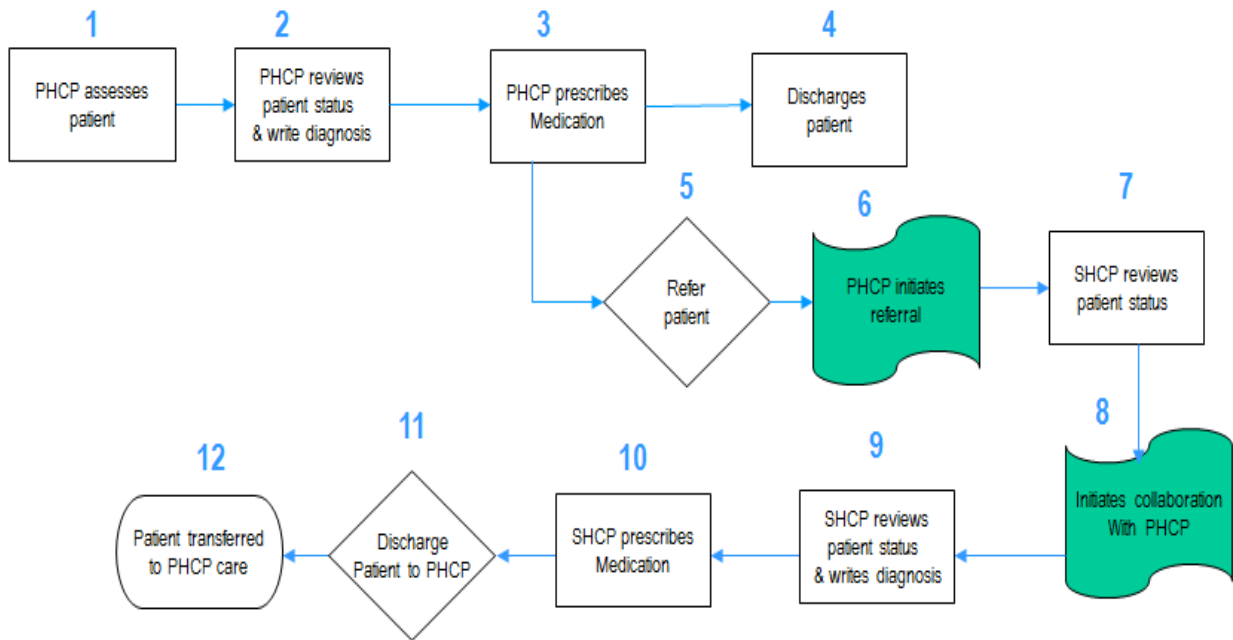 1
PHCP assesses
patient
2
PHCP reviews
patient status
& write diagnosis
3
PHCP prescribes
Medication
4
Discharges
patient
5
Refer
patient
6
PHCP initiates
referral
7
SHCP reviews
patient status
8
Initiates collaboration
With PHCP
9
SHCP reviews
patient status
& writes diagnosis
10
SHCP prescribes
Medication
11
Discharge
Patient to PHCP
12
Patient transferred
to PHCP care